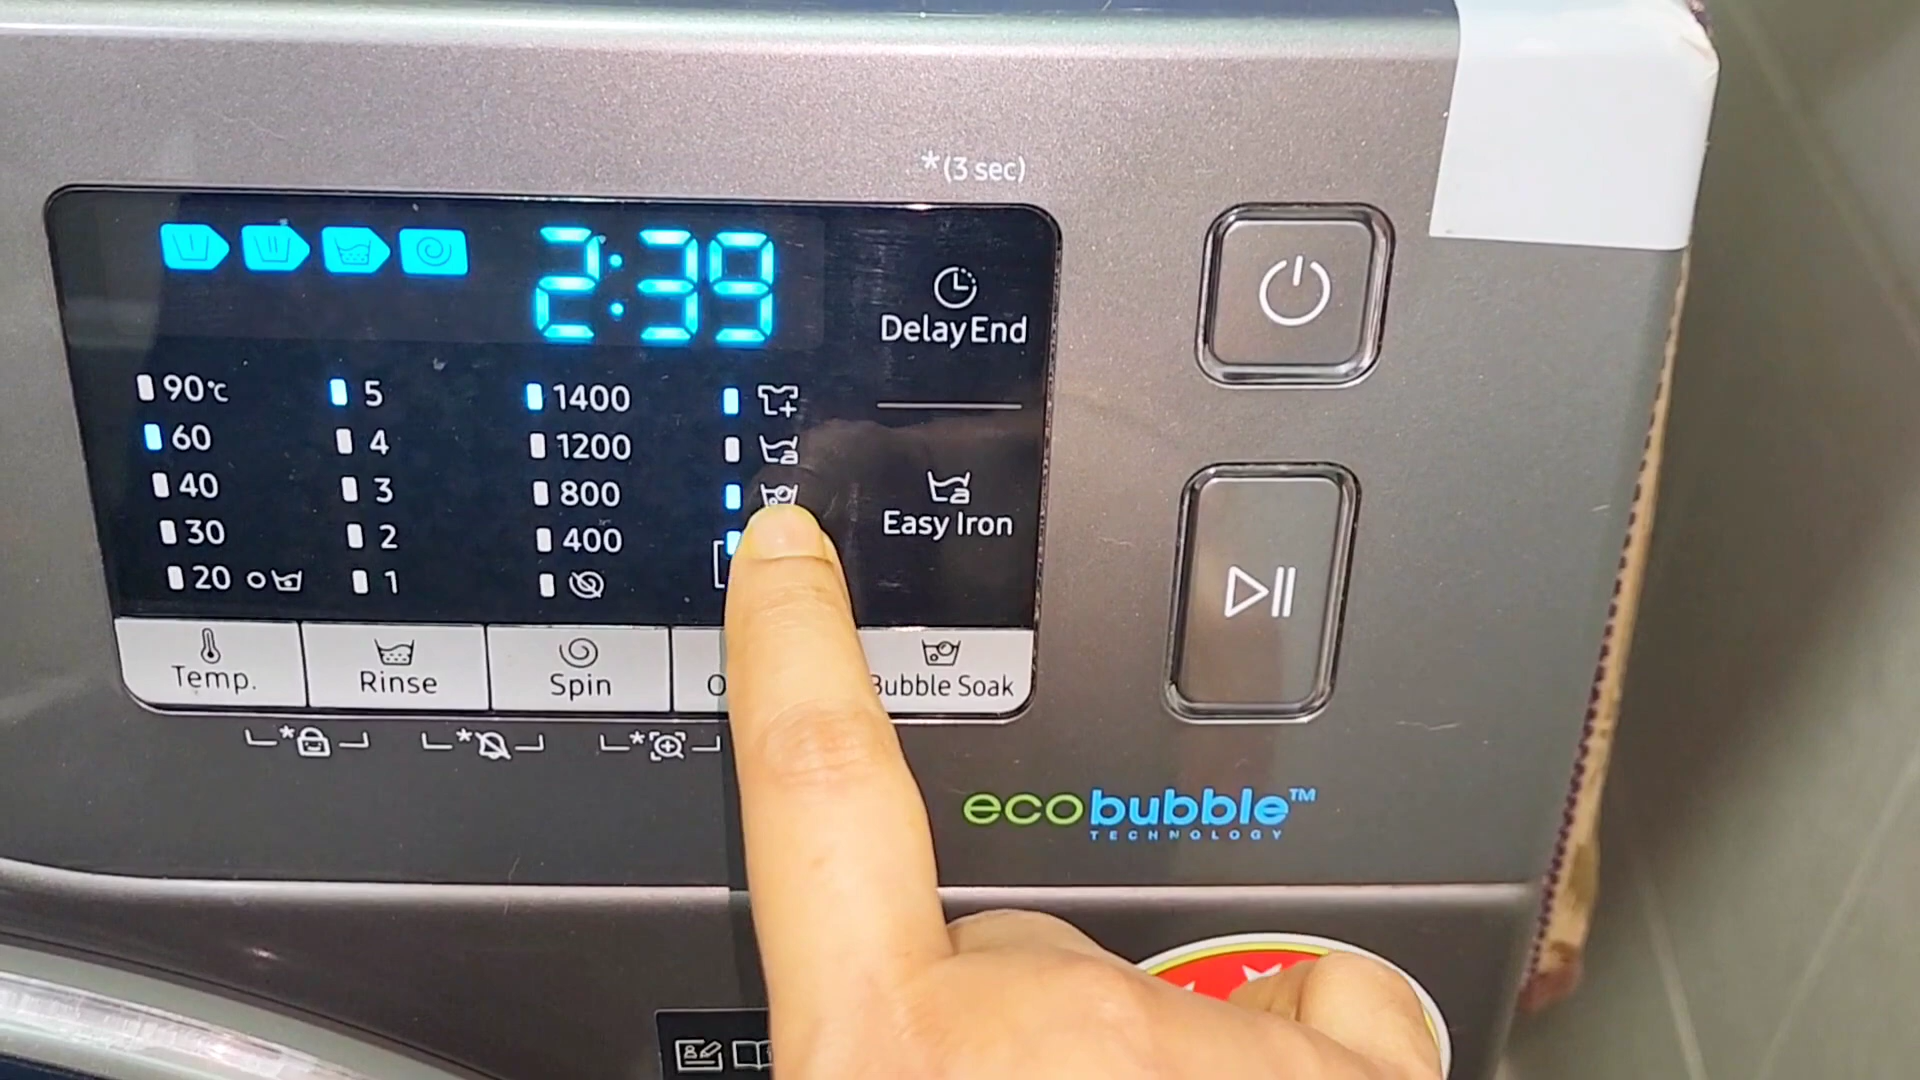 *(3 sec)
2:39
Delay End
90°C 5 1400
60 4 1200
40 3 800
30 2 400
20 1
Easy Iron
Temp. Rinse Spin Bubble Soak
* * *
ecobubble™
TECHNOLOGY